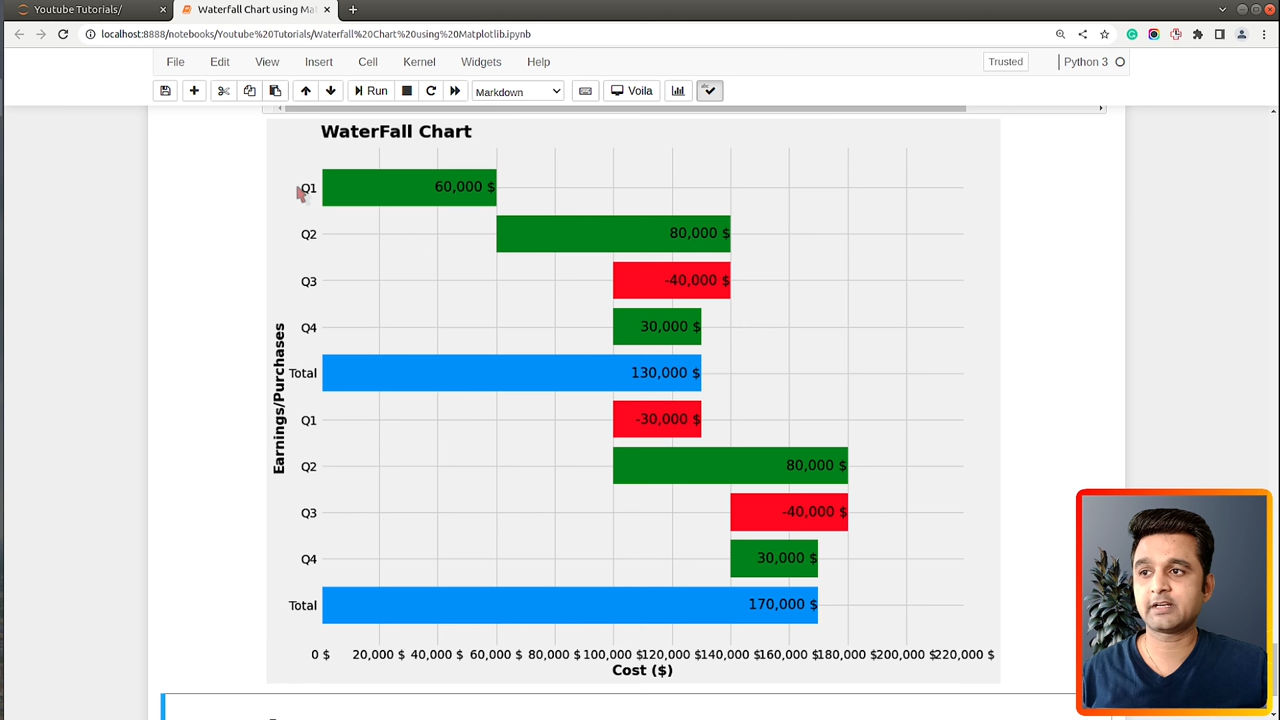 Youtube Tutorials/
Waterfall Chart using Mat
localhost:8888/notebooks/Youtube%20Tutorials/Waterfall%20Chart%20using%20Matplotlib.ipynb
File Edit View Insert Cell Kernel Widgets Help Trusted Python 3
Run Markdown Voila
WaterFall Chart
Q1 60,000 $
Q2 80,000 $
Q3 -40,000 $
Q4 30,000 $
Total 130,000 $
Q1 -30,000 $
Q2 80,000 $
Q3 -40,000 $
Q4 30,000 $
Total 170,000 $
Earnings/Purchases
0 $ 20,000 $ 40,000 $ 60,000 $ 80,000 $ 100,000 $ 120,000 $ 140,000 $ 160,000 $ 180,000 $ 200,000 $ 220,000 $
Cost ($)